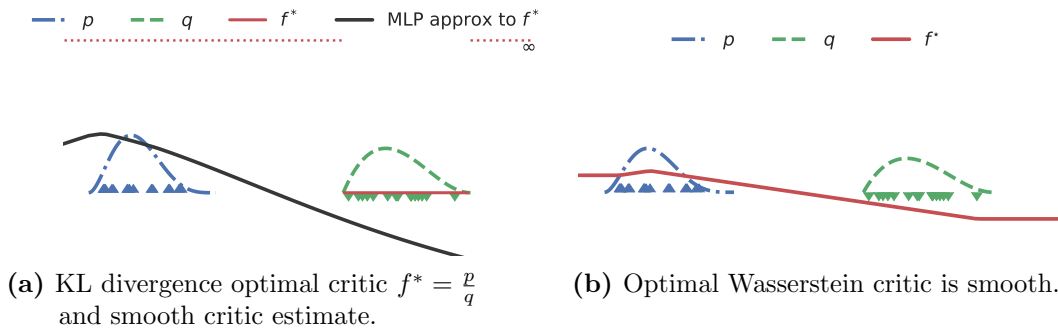 p q f* MLP approx to f*
∞
p q f*
(a) KL divergence optimal critic f* = p/q
and smooth critic estimate.
(b) Optimal Wasserstein critic is smooth.